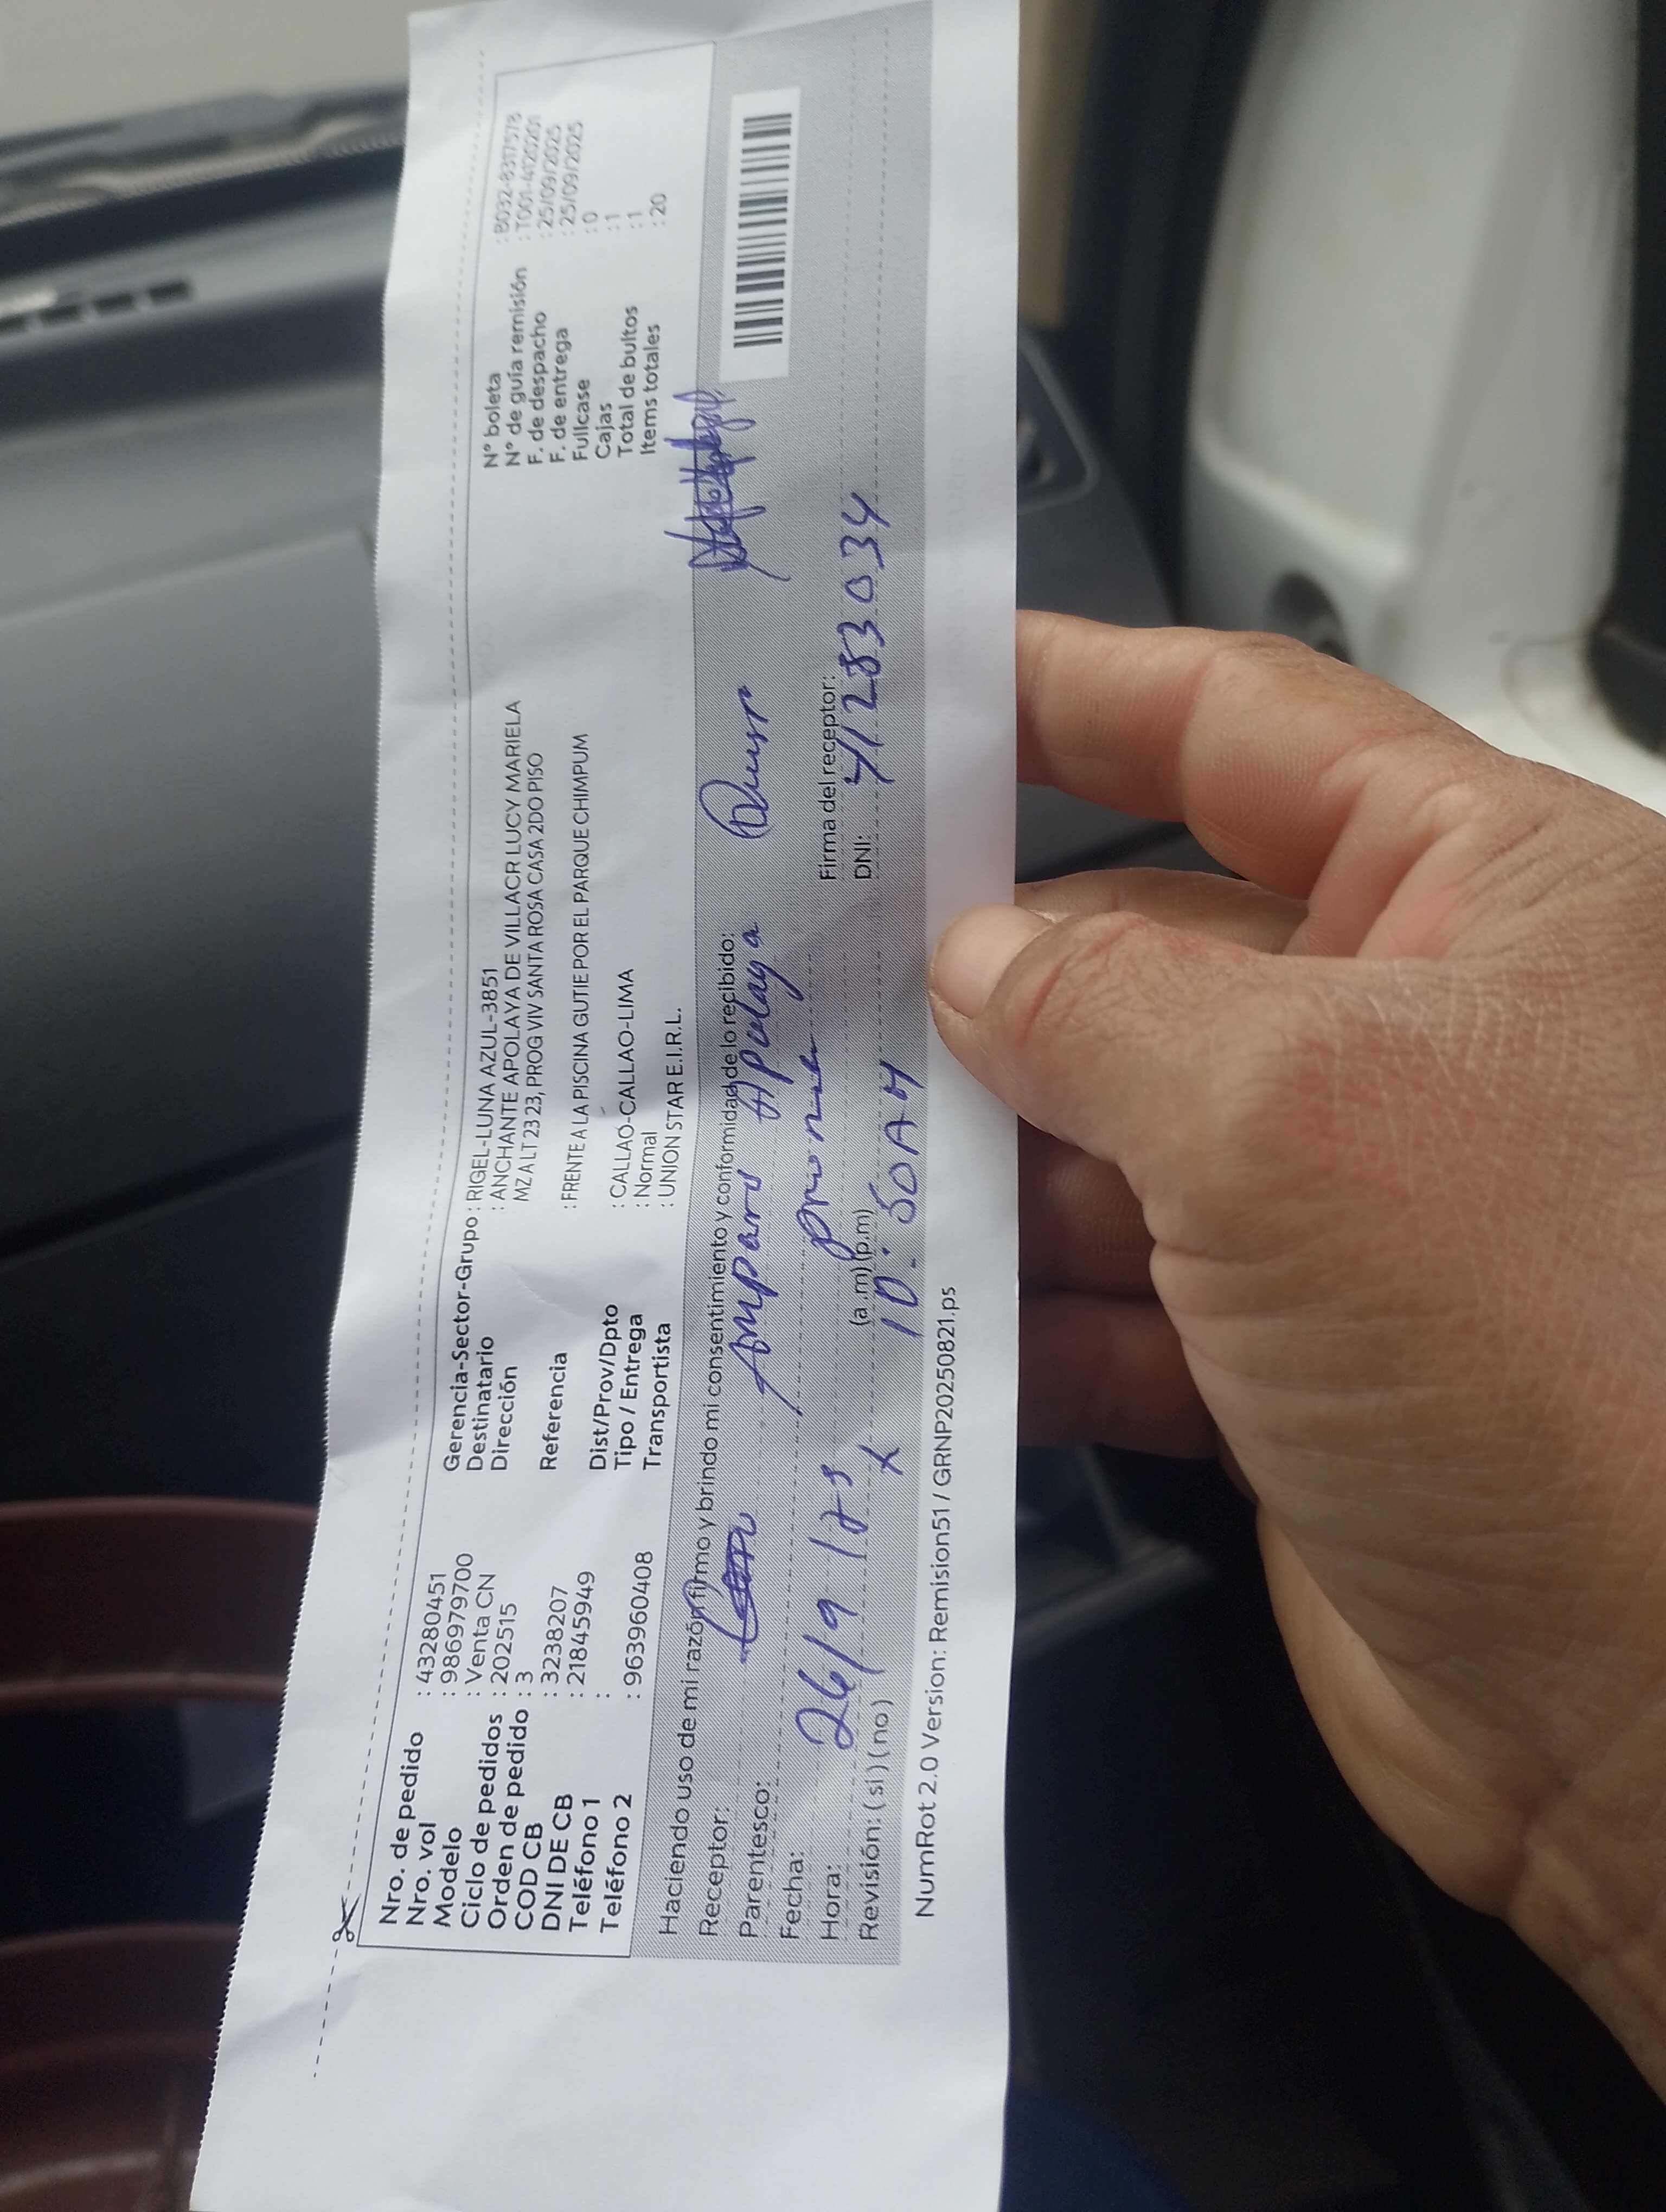 Nro. de pedido : 43280451
Nro. vol : 986979700
Modelo : Venta CN
Ciclo de pedidos : 202515
Orden de pedido : 3
COD CB : 3238207
DNI DE CB : 21845949
Teléfono 1 :
Teléfono 2 : 963960408
Gerencia-Sector-Grupo : RIGEL-LUNA AZUL-3851
Destinatario : ANCHANTE APOLAYA DE VILLACR LUCY MARIELA
Dirección MZ A LT 23 23, PROG VIV SANTA ROSA CASA 2DO PISO
Referencia : FRENTE A LA PISCINA GUTIE POR EL PARQUE CHIMPUM
Dist/Prov/Dpto : CALLAO-CALLAO-LIMA
Tipo / Entrega : Normal
Transportista : UNION STAR E.I.R.L.
N° boleta : B032-8317578
N° de guía remisión : T001-4120201
F. de despacho : 25/09/2025
F. de entrega : 25/09/2025
Fullcase : 0
Cajas : 1
Total de bultos : 1
Items totales : 20
Haciendo uso de mi razón firmo y brindo mi consentimiento y conformidad de lo recibido:
Receptor: Amparo Apolaya
Parentesco:
Fecha: 26/9/25
Hora: (a.m) (p.m) 10:50AM
Revisión: (si) (no) x
Firma del receptor:
DNI: 41283034
NumRot 2.0 Version: Remision51 / GRNP20250821.ps